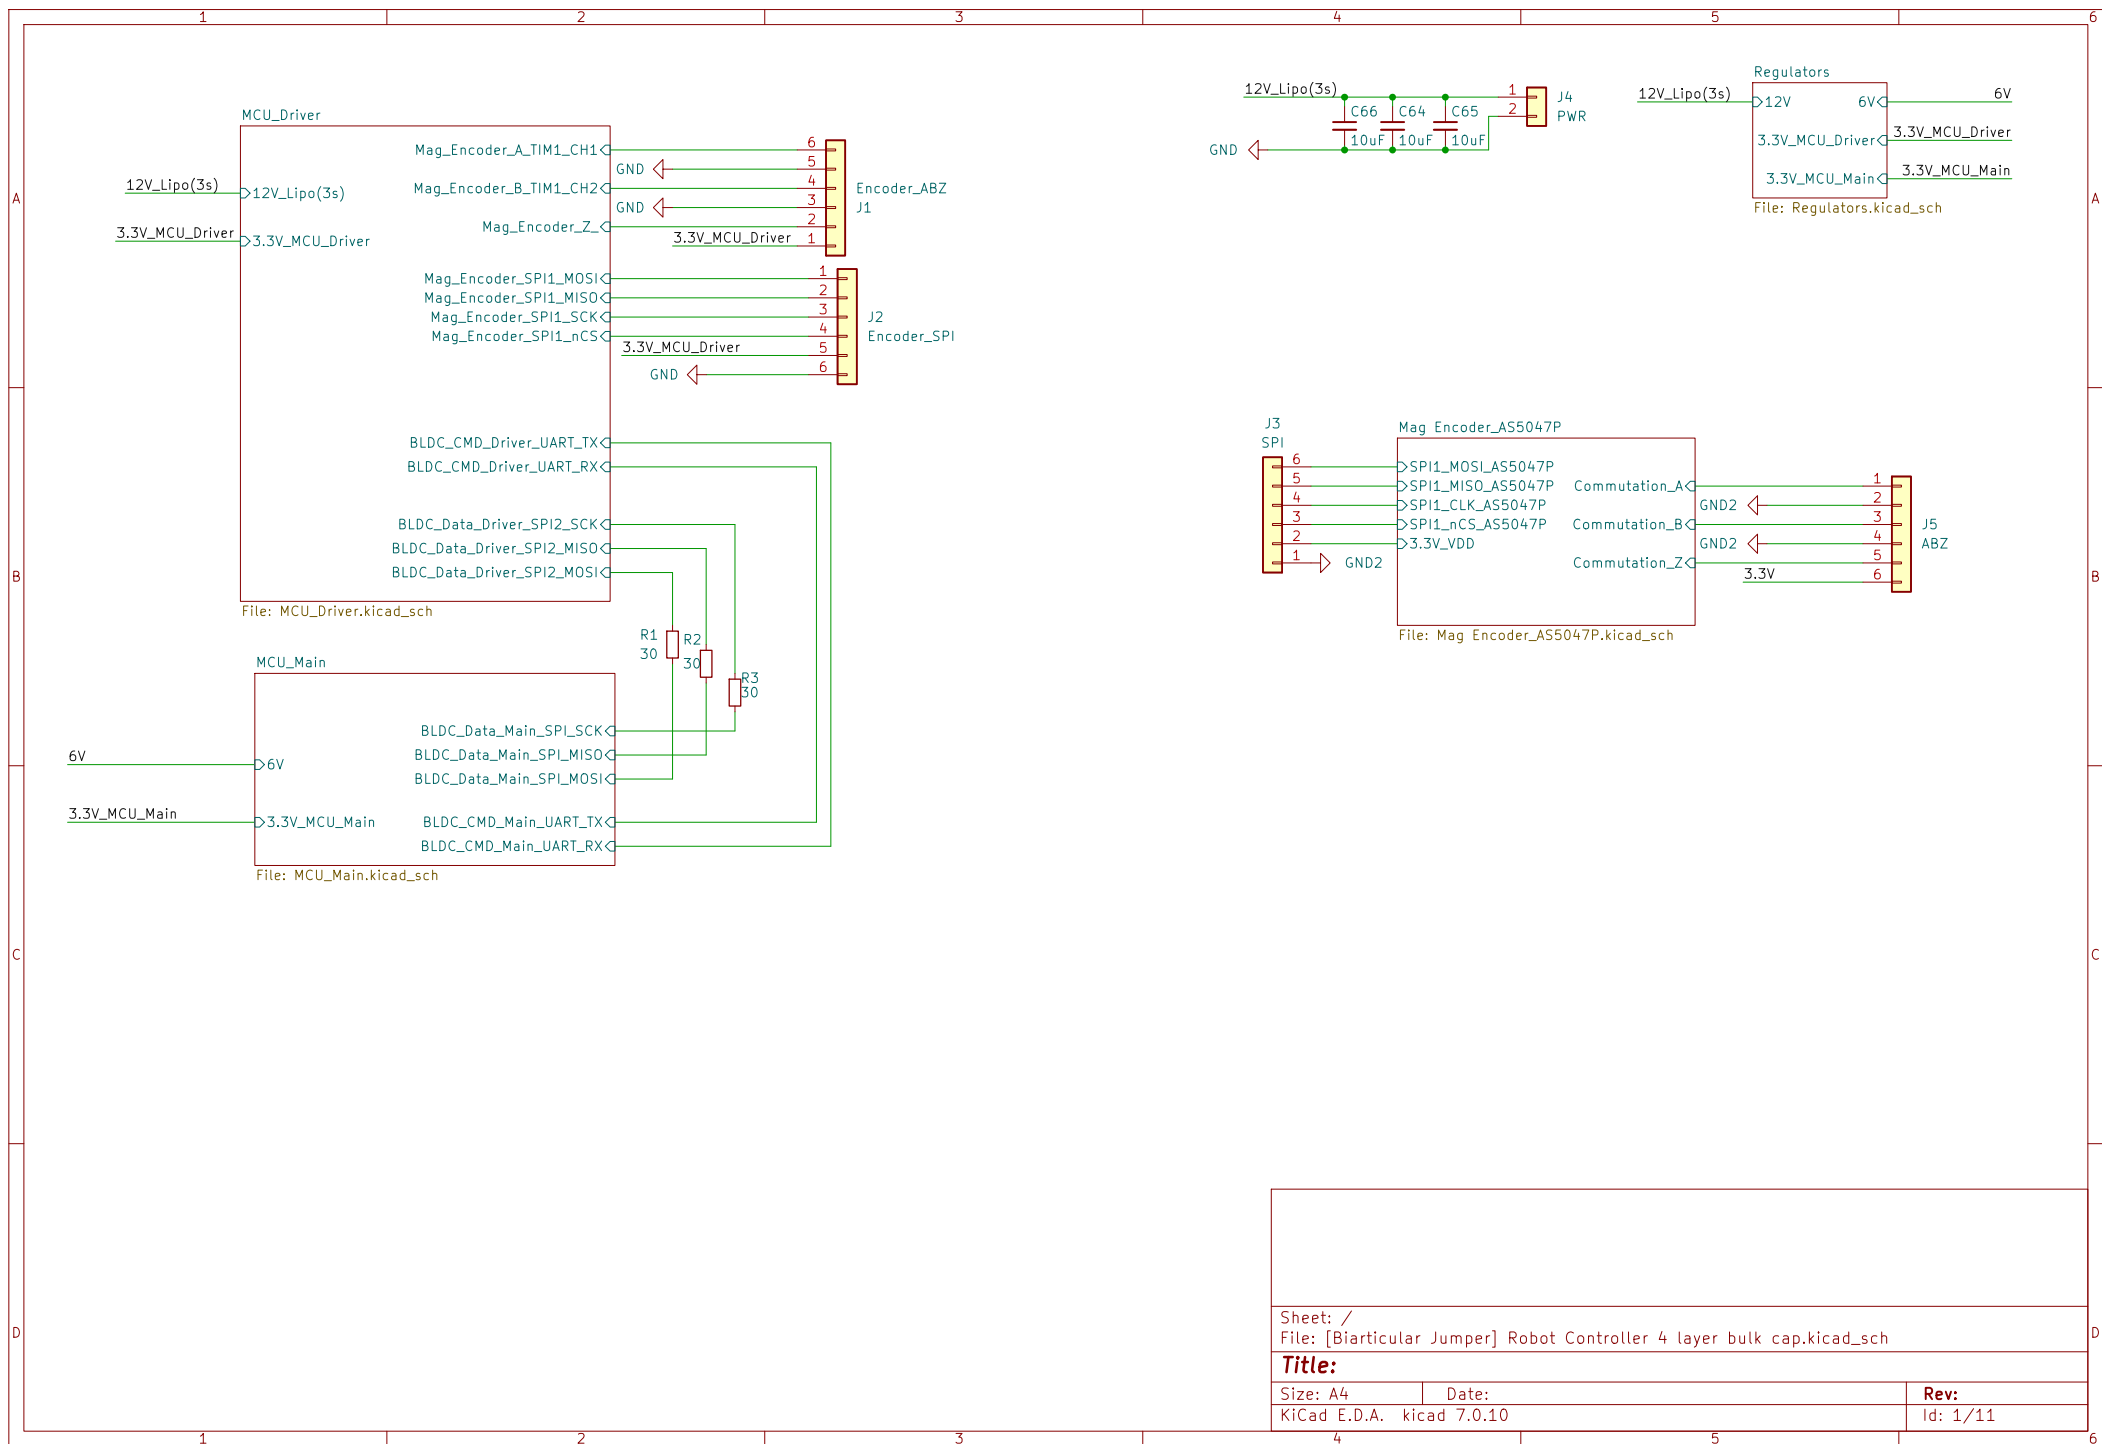 1 2 3 4 5 6
A
B
C
D
MCU_Driver
12V_Lipo(3s)
12V_Lipo(3s)
3.3V_MCU_Driver
3.3V_MCU_Driver
Mag_Encoder_A_TIM1_CH1
Mag_Encoder_B_TIM1_CH2
Mag_Encoder_Z_
Mag_Encoder_SPI1_MOSI
Mag_Encoder_SPI1_MISO
Mag_Encoder_SPI1_SCK
Mag_Encoder_SPI1_nCS
BLDC_CMD_Driver_UART_TX
BLDC_CMD_Driver_UART_RX
BLDC_Data_Driver_SPI2_SCK
BLDC_Data_Driver_SPI2_MISO
BLDC_Data_Driver_SPI2_MOSI
File: MCU_Driver.kicad_sch
6
GND
5
4
GND
3
2
3.3V_MCU_Driver
1
Encoder_ABZ
J1
1
2
3
4
3.3V_MCU_Driver
5
GND
6
J2
Encoder_SPI
R1
30
R2
30
R3
30
MCU_Main
6V
6V
3.3V_MCU_Main
3.3V_MCU_Main
BLDC_Data_Main_SPI_SCK
BLDC_Data_Main_SPI_MISO
BLDC_Data_Main_SPI_MOSI
BLDC_CMD_Main_UART_TX
BLDC_CMD_Main_UART_RX
File: MCU_Main.kicad_sch
12V_Lipo(3s)
GND
C66
10uF
C64
10uF
C65
10uF
1
2
J4
PWR
Regulators
12V_Lipo(3s)
12V
6V
6V
3.3V_MCU_Driver
3.3V_MCU_Driver
3.3V_MCU_Main
3.3V_MCU_Main
File: Regulators.kicad_sch
J3
SPI
6
5
4
3
2
1
GND2
Mag Encoder_AS5047P
SPI1_MOSI_AS5047P
SPI1_MISO_AS5047P
SPI1_CLK_AS5047P
SPI1_nCS_AS5047P
3.3V_VDD
Commutation_A
Commutation_B
Commutation_Z
File: Mag Encoder_AS5047P.kicad_sch
1
GND2
2
3
GND2
4
5
3.3V
6
J5
ABZ
A
B
C
D
Sheet: /
File: [Biarticular Jumper] Robot Controller 4 layer bulk cap.kicad_sch
Title:
Size: A4 Date: Rev:
KiCad E.D.A. kicad 7.0.10 Id: 1/11
1 2 3 4 5 6